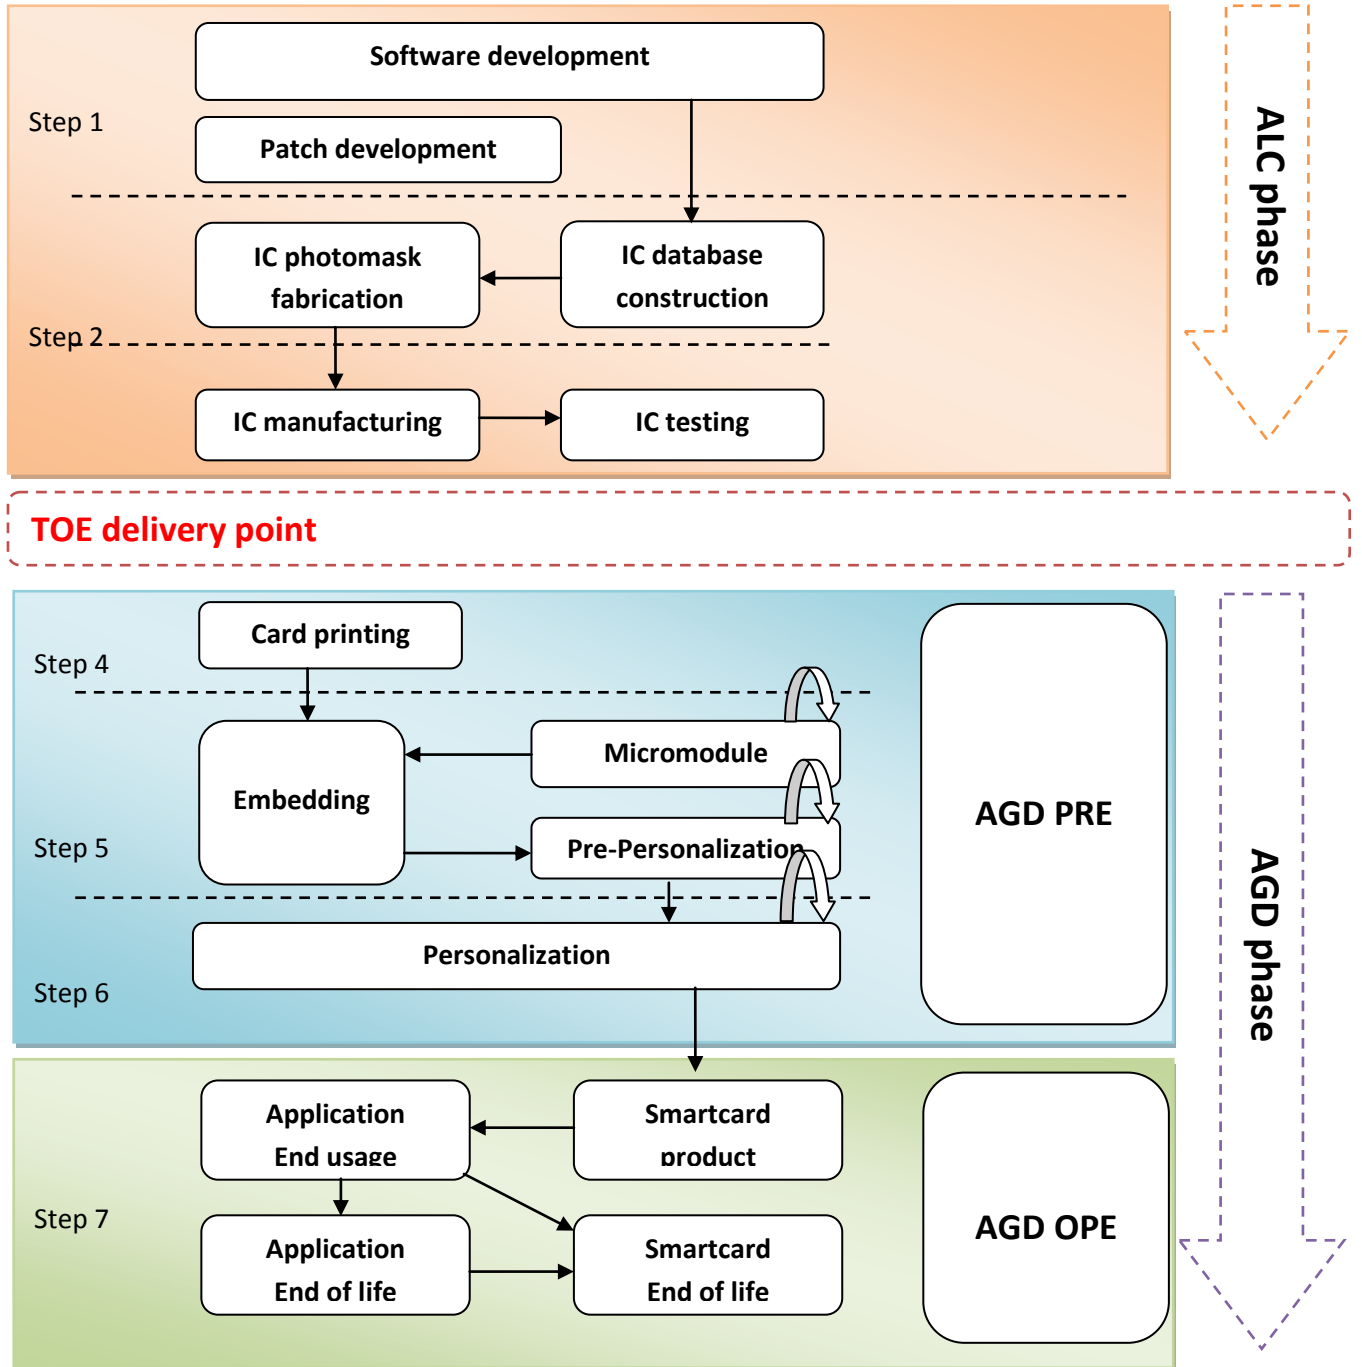 Software development
Step 1
Patch development
ALC phase
IC photomask
fabrication
IC database
construction
Step 2
IC manufacturing
IC testing
TOE delivery point
Card printing
Step 4
Micromodule
Embedding
AGD PRE
Step 5
Pre-Personalization
AGD phase
Personalization
Step 6
Application
End usage
Smartcard
product
Step 7
AGD OPE
Application
End of life
Smartcard
End of life